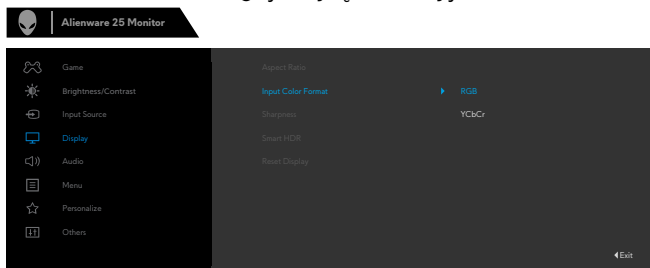 Alienware 25 Monitor
Game
Aspect Ratio
Brightness/Contrast
Input Color Format
RGB
Input Source
Sharpness
YCbCr
Display
Smart HDR
Audio
Reset Display
Menu
Personalize
Others
Exit